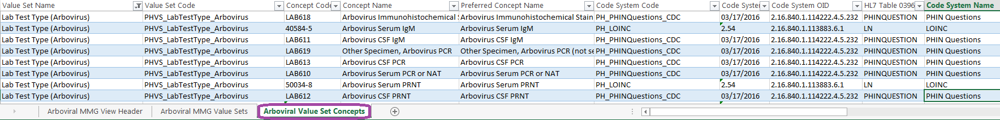 Value Set Name Value Set Code Concept Code Concept Name Preferred Concept Name Code System Code Code System Code System OID HL7 Table 0396 Code System Name
Lab Test Type (Arbovirus) PHVS_LabTestType_Arbovirus LAB618 Arbovirus Immunohistochemical Arbovirus Immunohistochemical Stain PH_PHINQuestions_CDC 03/17/2016 2.16.840.1.114222.4.5.232 PHINQUESTION PHIN Questions
Lab Test Type (Arbovirus) PHVS_LabTestType_Arbovirus 40584-5 Arbovirus Serum IgM Arbovirus Serum IgM PH_LOINC 2.54 2.16.840.1.113883.6.1 LN LOINC
Lab Test Type (Arbovirus) PHVS_LabTestType_Arbovirus LAB611 Arbovirus CSF IgM Arbovirus CSF IgM PH_PHINQuestions_CDC 03/17/2016 2.16.840.1.114222.4.5.232 PHINQUESTION PHIN Questions
Lab Test Type (Arbovirus) PHVS_LabTestType_Arbovirus LAB619 Other Specimen, Arbovirus PCR Other Specimen, Arbovirus PCR (not se PH_PHINQuestions_CDC 03/17/2016 2.16.840.1.114222.4.5.232 PHINQUESTION PHIN Questions
Lab Test Type (Arbovirus) PHVS_LabTestType_Arbovirus LAB613 Arbovirus CSF PCR Arbovirus CSF PCR PH_PHINQuestions_CDC 03/17/2016 2.16.840.1.114222.4.5.232 PHINQUESTION PHIN Questions
Lab Test Type (Arbovirus) PHVS_LabTestType_Arbovirus LAB610 Arbovirus Serum PCR or NAT Arbovirus Serum PCR or NAT PH_PHINQuestions_CDC 03/17/2016 2.16.840.1.114222.4.5.232 PHINQUESTION PHIN Questions
Lab Test Type (Arbovirus) PHVS_LabTestType_Arbovirus 50034-8 Arbovirus Serum PRNT Arbovirus Serum PRNT PH_LOINC 2.54 2.16.840.1.113883.6.1 LN LOINC
Lab Test Type (Arbovirus) PHVS_LabTestType_Arbovirus LAB612 Arbovirus CSF PRNT Arbovirus CSF PRNT PH_PHINQuestions_CDC 03/17/2016 2.16.840.1.114222.4.5.232 PHINQUESTION PHIN Questions
Arboviral MMG View Header Arboviral MMG Value Sets Arboviral Value Set Concepts